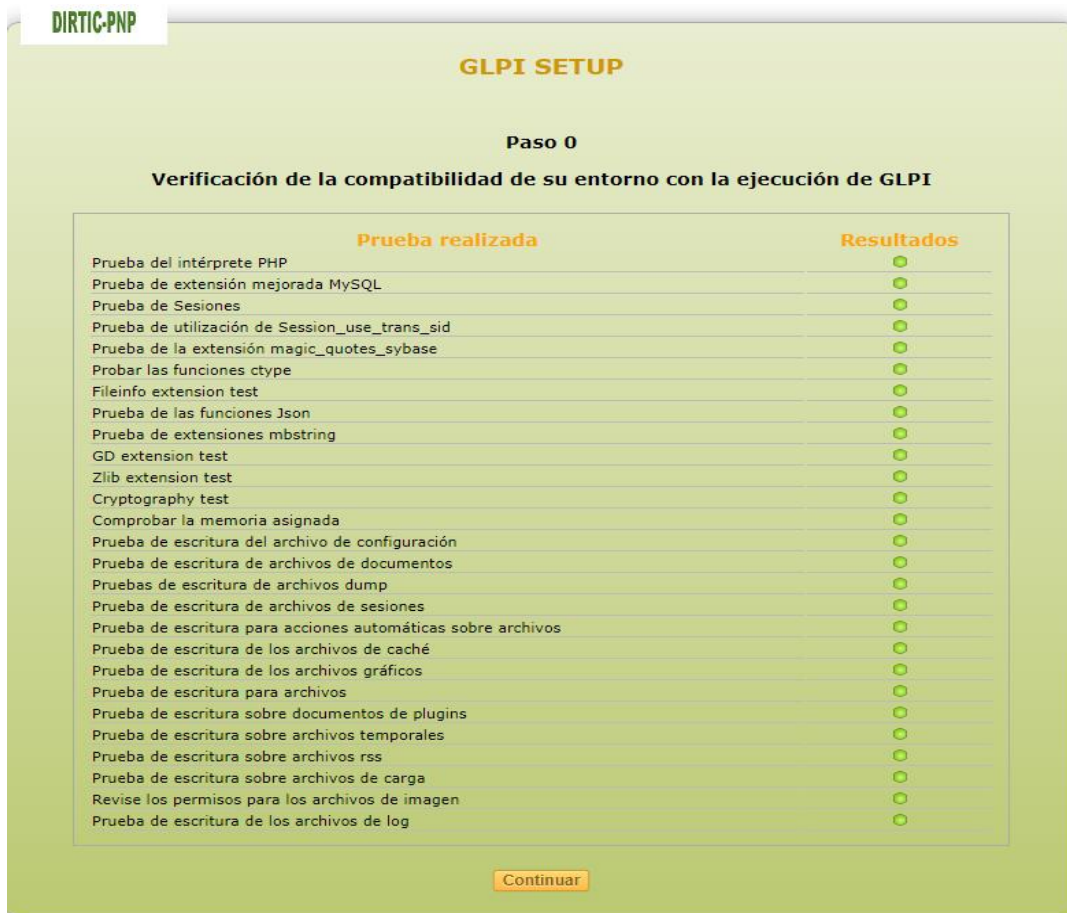 DIRTIC-PNP
GLPI SETUP
Paso 0
Verificación de la compatibilidad de su entorno con la ejecución de GLPI
Prueba realizada Resultados
Prueba del intérprete PHP
Prueba de extensión mejorada MySQL
Prueba de Sesiones
Prueba de utilización de Session_use_trans_sid
Prueba de la extensión magic_quotes_sybase
Probar las funciones ctype
Fileinfo extension test
Prueba de las funciones Json
Prueba de extensiones mbstring
GD extension test
Zlib extension test
Cryptography test
Comprobar la memoria asignada
Prueba de escritura del archivo de configuración
Prueba de escritura de archivos de documentos
Pruebas de escritura de archivos dump
Prueba de escritura de archivos de sesiones
Prueba de escritura para acciones automáticas sobre archivos
Prueba de escritura de los archivos de caché
Prueba de escritura de los archivos gráficos
Prueba de escritura para archivos
Prueba de escritura sobre documentos de plugins
Prueba de escritura sobre archivos temporales
Prueba de escritura sobre archivos rss
Prueba de escritura sobre archivos de carga
Revise los permisos para los archivos de imagen
Prueba de escritura de los archivos de log
Continuar